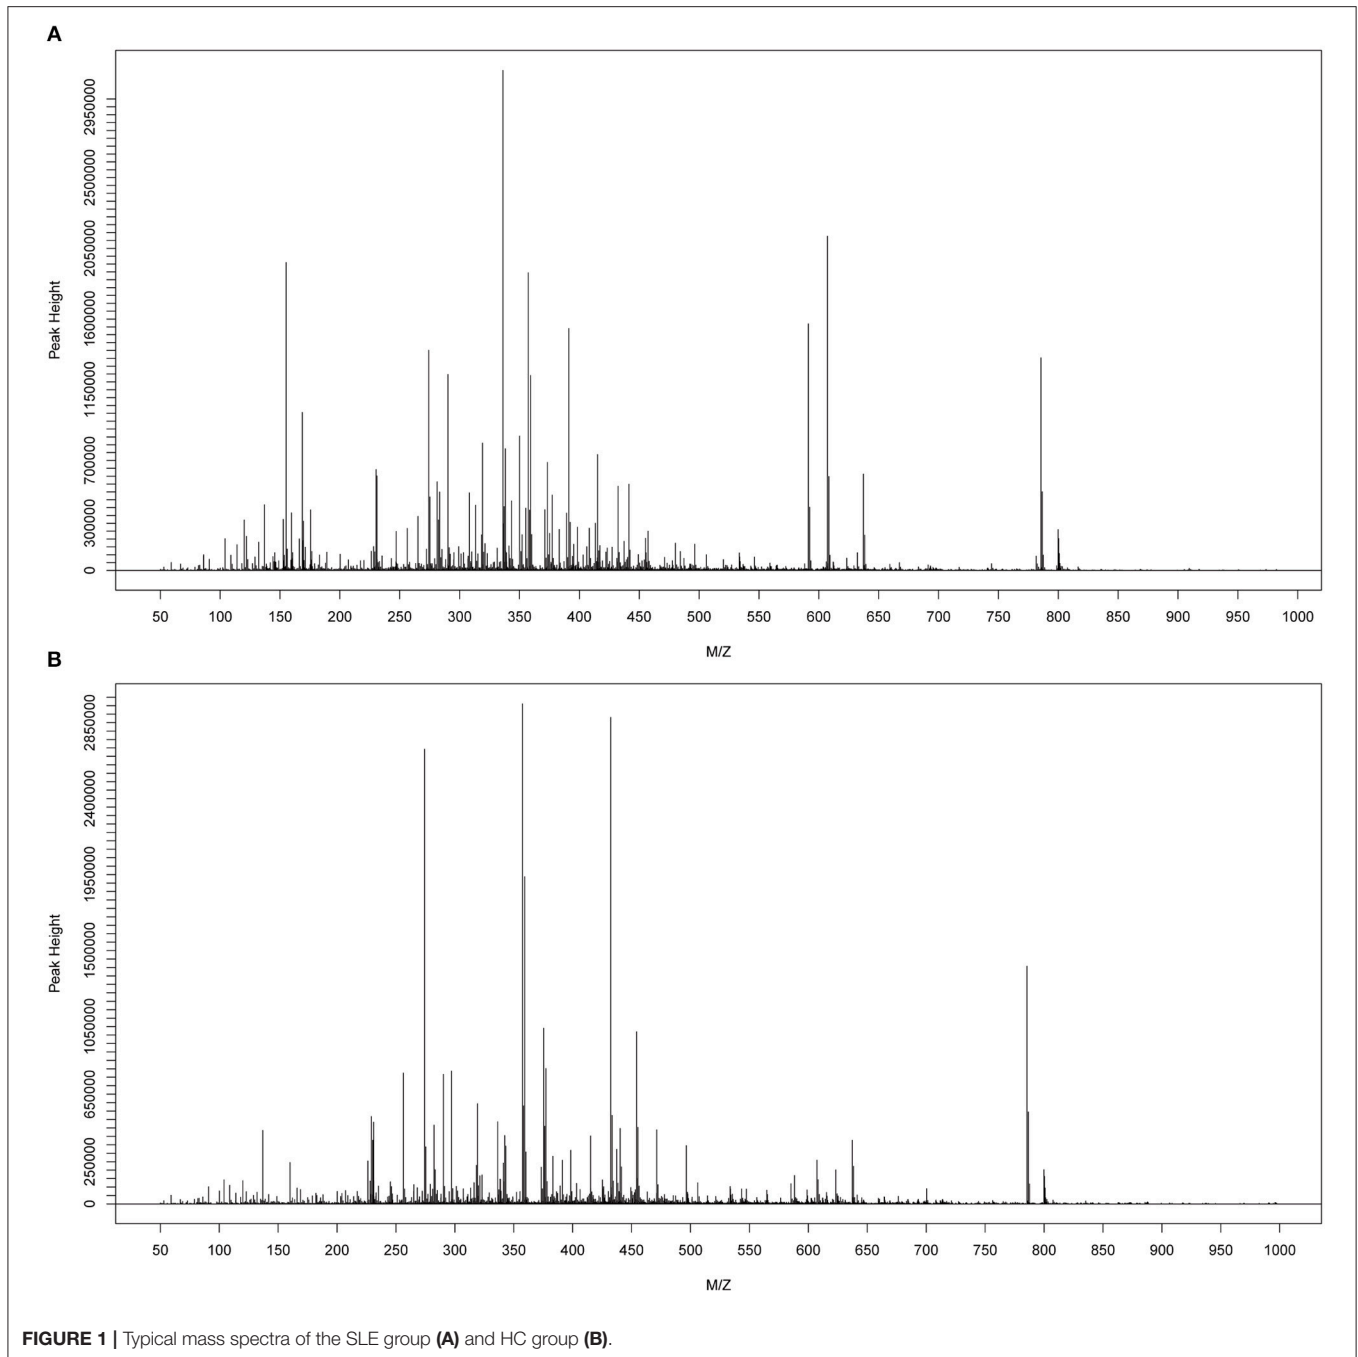 A
Peak Height
2950000
2500000
2050000
1600000
1150000
700000
300000
0
50 100 150 200 250 300 350 400 450 500 550 600 650 700 750 800 850 900 950 1000
M/Z
B
Peak Height
2850000
2400000
1950000
1500000
1050000
650000
250000
0
50 100 150 200 250 300 350 400 450 500 550 600 650 700 750 800 850 900 950 1000
M/Z
FIGURE 1 | Typical mass spectra of the SLE group (A) and HC group (B).